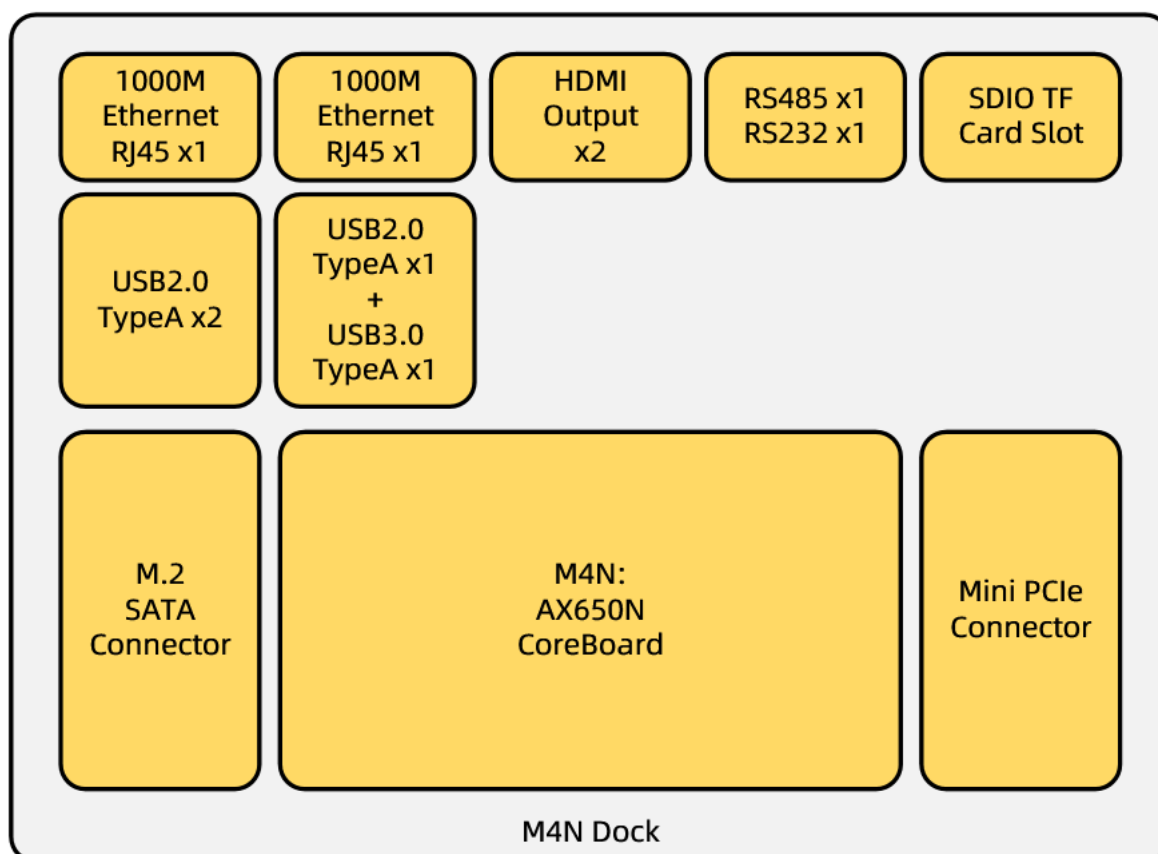 1000M
Ethernet
RJ45 x1
1000M
Ethernet
RJ45 x1
HDMI
Output
x2
RS485 x1
RS232 x1
SDIO TF
Card Slot
USB2.0
TypeA x2
USB2.0
TypeA x1
+
USB3.0
TypeA x1
M.2
SATA
Connector
M4N:
AX650N
CoreBoard
Mini PCIe
Connector
M4N Dock